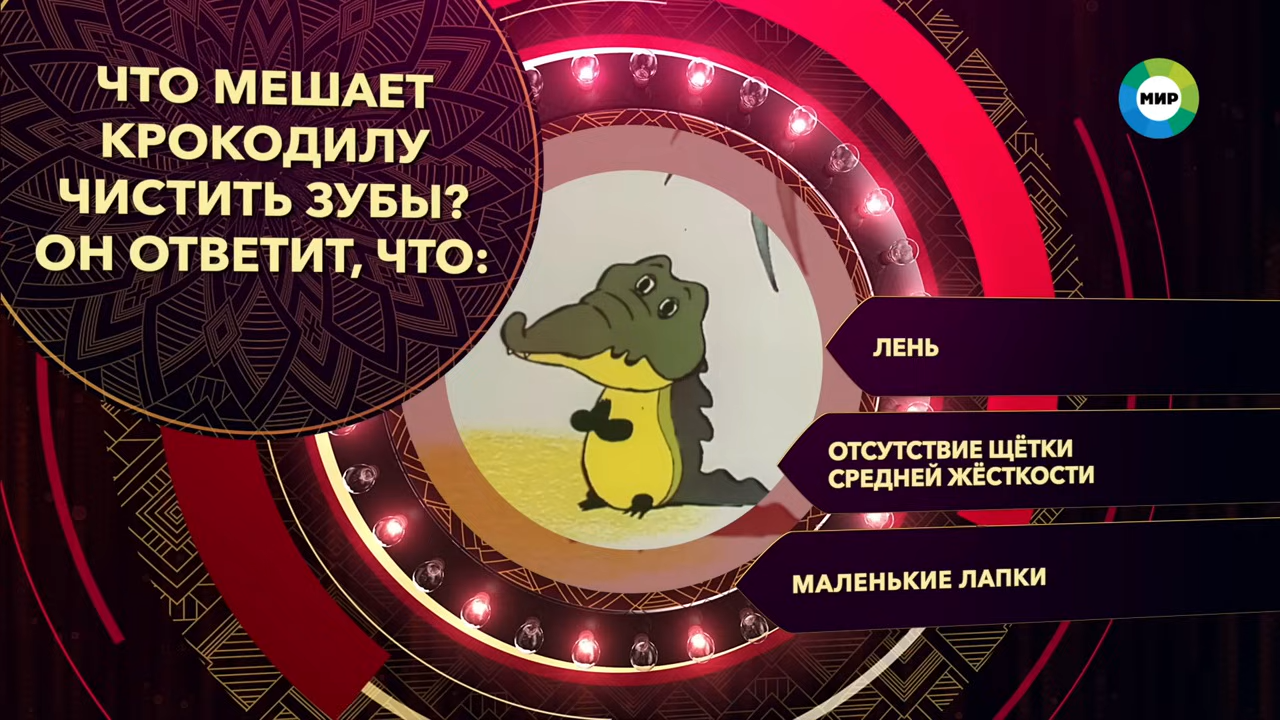 ЧТО МЕШАЕТ
КРОКОДИЛУ
ЧИСТИТЬ ЗУБЫ?
ОН ОТВЕТИТ, ЧТО:
МИР
ЛЕНЬ
ОТСУТСТВИЕ ЩЁТКИ
СРЕДНЕЙ ЖЁСТКОСТИ
МАЛЕНЬКИЕ ЛАПКИ